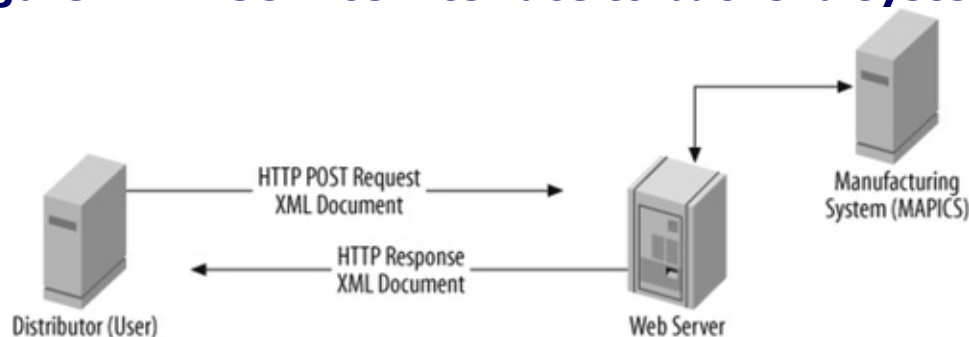 HTTP POST Request
XML Document
HTTP Response
XML Document
Distributor (User)
Web Server
Manufacturing
System (MAPICS)